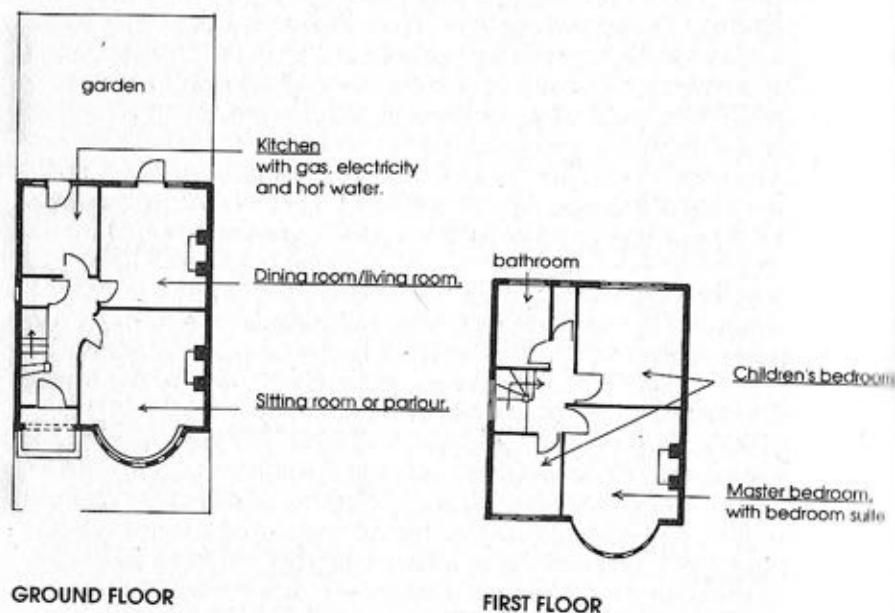 garden
Kitchen
with gas, electricity
and hot water.
Dining room/living room.
Sitting room or parlour.
GROUND FLOOR
bathroom
Children's bedroom
Master bedroom,
with bedroom suite
FIRST FLOOR